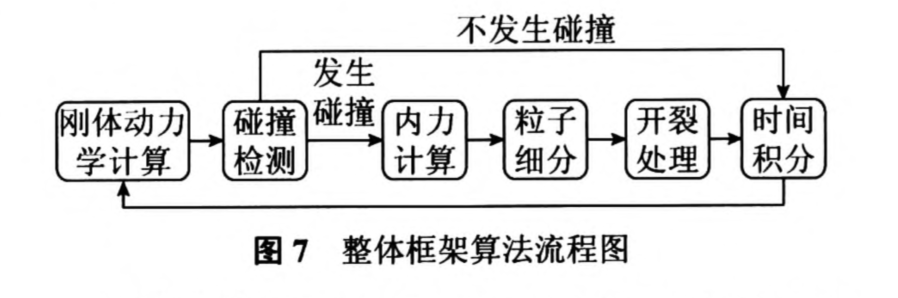 不发生碰撞
发生
碰撞
刚体动力
学计算
碰撞
检测
内力
计算
粒子
细分
开裂
处理
时间
积分
图 7 整体框架算法流程图